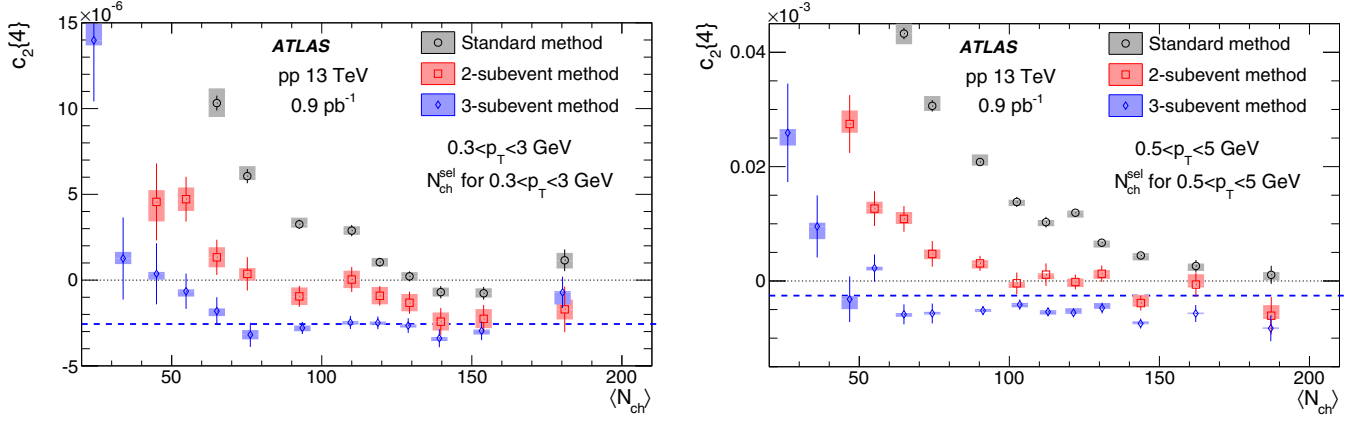 ×10⁻⁶
c₂{4}
15
10
5
0
-5
50
100
150
200
⟨N_ch⟩
ATLAS
pp 13 TeV
0.9 pb⁻¹
Standard method
2-subevent method
3-subevent method
0.3<p_T<3 GeV
N_ch^sel for 0.3<p_T<3 GeV
×10⁻³
c₂{4}
0.04
0.02
0
50
100
150
200
⟨N_ch⟩
ATLAS
pp 13 TeV
0.9 pb⁻¹
Standard method
2-subevent method
3-subevent method
0.5<p_T<5 GeV
N_ch^sel for 0.5<p_T<5 GeV